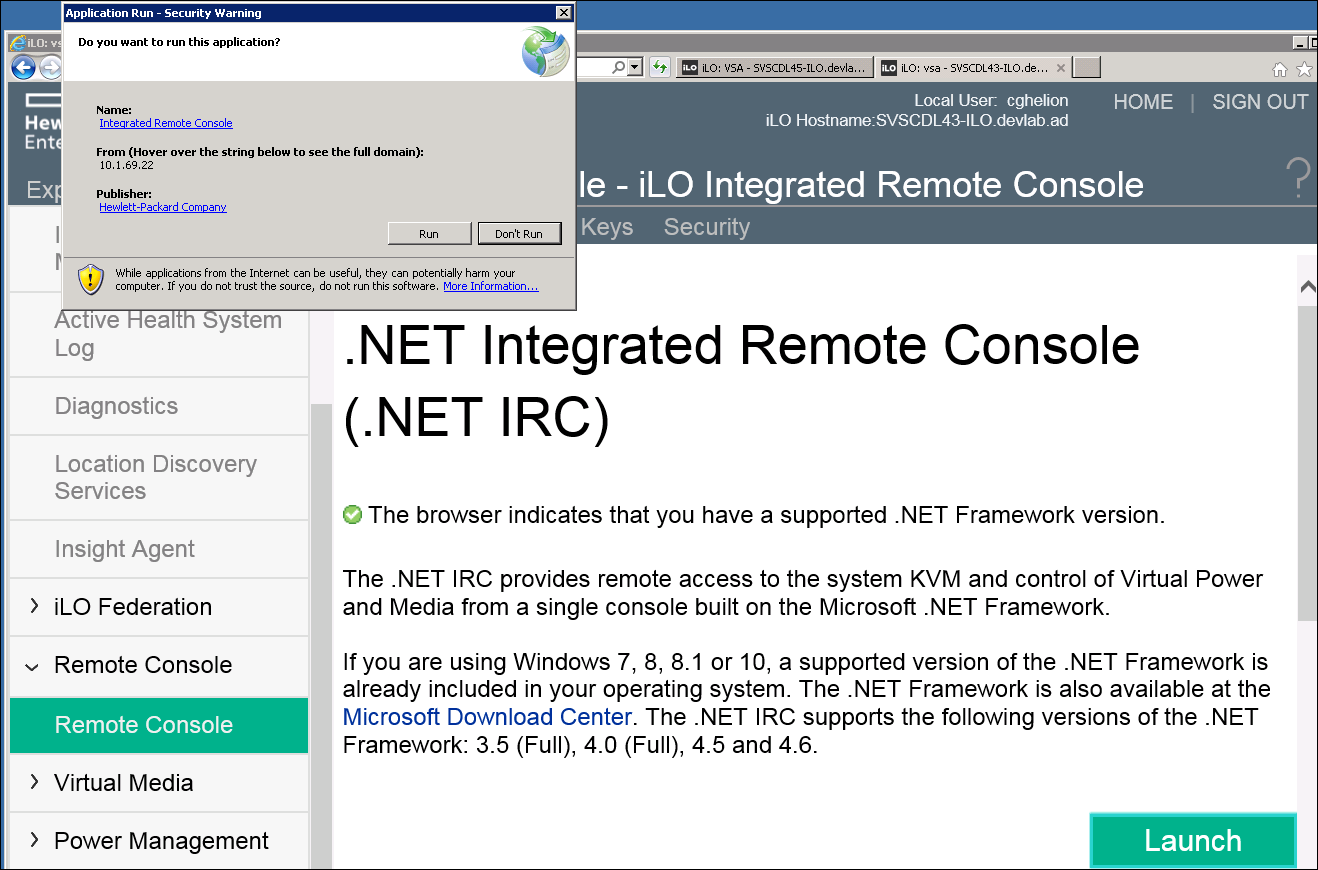 Application Run - Security Warning
Do you want to run this application?
Name:
Integrated Remote Console
From (Hover over the string below to see the full domain):
10.1.69.22
Publisher:
Hewlett-Packard Company
Run
Don't Run
While applications from the Internet can be useful, they can potentially harm your
computer. If you do not trust the source, do not run this software. More Information...
iLO: vs
iLO: VSA - SVSCDL45-ILO.devla...
iLO: vsa - SVSCDL43-ILO.de...
Hew
Ente
Local User: cghelion
iLO Hostname:SVSCDL43-ILO.devlab.ad
HOME | SIGN OUT
Exp
le - iLO Integrated Remote Console
?
Keys
Security
Active Health System
Log
Diagnostics
Location Discovery
Services
Insight Agent
iLO Federation
Remote Console
Remote Console
Virtual Media
Power Management
.NET Integrated Remote Console
(.NET IRC)
The browser indicates that you have a supported .NET Framework version.
The .NET IRC provides remote access to the system KVM and control of Virtual Power
and Media from a single console built on the Microsoft .NET Framework.
If you are using Windows 7, 8, 8.1 or 10, a supported version of the .NET Framework is
already included in your operating system. The .NET Framework is also available at the
Microsoft Download Center. The .NET IRC supports the following versions of the .NET
Framework: 3.5 (Full), 4.0 (Full), 4.5 and 4.6.
Launch